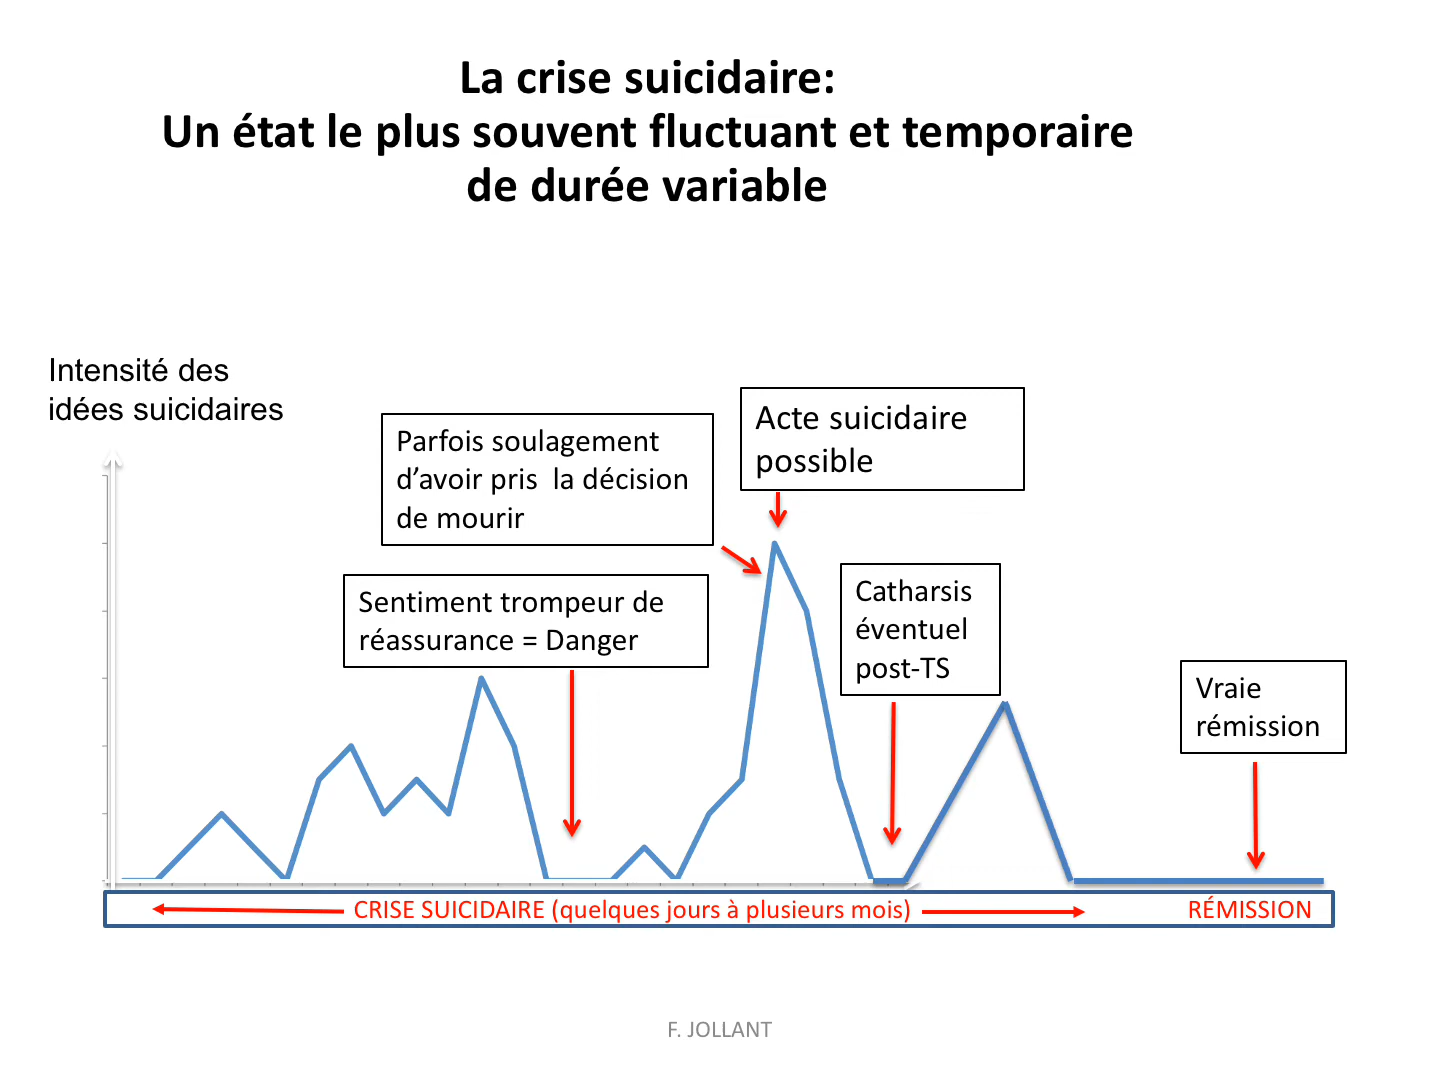 La crise suicidaire:
Un état le plus souvent fluctuant et temporaire
de durée variable
Intensité des
idées suicidaires
Parfois soulagement
d’avoir pris  la décision
de mourir
Acte suicidaire
possible
Sentiment trompeur de
réassurance = Danger
Catharsis
éventuel
post-TS
Vraie
rémission
CRISE SUICIDAIRE (quelques jours à plusieurs mois)
RÉMISSION
F. JOLLANT